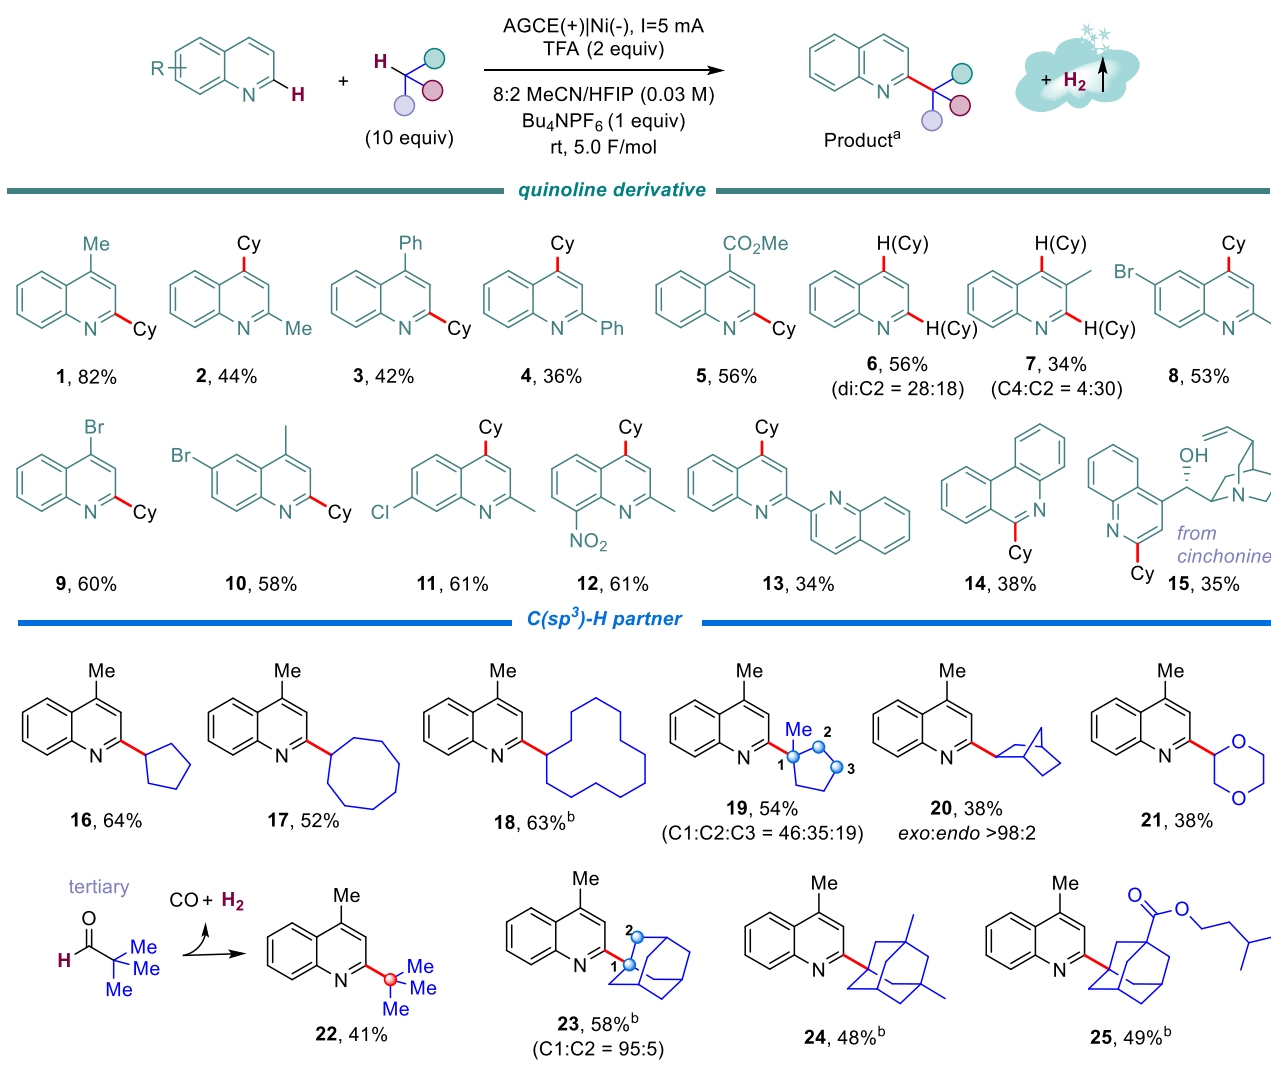 AGCE(+)|Ni(-), I=5 mA
TFA (2 equiv)
R
N
H
+
H
(10 equiv)
8:2 MeCN/HFIP (0.03 M)
Bu4NPF6 (1 equiv)
rt, 5.0 F/mol
N
Productᵃ
+ H2
quinoline derivative
Me
N
Cy
1, 82%
Cy
N
Me
2, 44%
Ph
N
Cy
3, 42%
Cy
N
Ph
4, 36%
CO2Me
N
Cy
5, 56%
H(Cy)
N
H(Cy)
6, 56%
(di:C2 = 28:18)
H(Cy)
N
H(Cy)
7, 34%
(C4:C2 = 4:30)
Cy
Br
N
8, 53%
Br
N
Cy
9, 60%
Br
N
Cy
10, 58%
Cy
Cl
N
11, 61%
Cy
N
NO2
12, 61%
Cy
N
N
13, 34%
N
Cy
14, 38%
OH
N
N
Cy
from
cinchonine
15, 35%
C(sp³)-H partner
Me
N
16, 64%
Me
N
17, 52%
Me
N
18, 63%ᵇ
Me
N
Me
1
2
3
19, 54%
(C1:C2:C3 = 46:35:19)
Me
N
20, 38%
exo:endo >98:2
Me
N
O
O
21, 38%
tertiary
O
H
Me
Me
Me
CO + H2
Me
N
Me
Me
Me
22, 41%
Me
N
2
1
23, 58%ᵇ
(C1:C2 = 95:5)
Me
N
24, 48%ᵇ
Me
N
O
O
25, 49%ᵇ